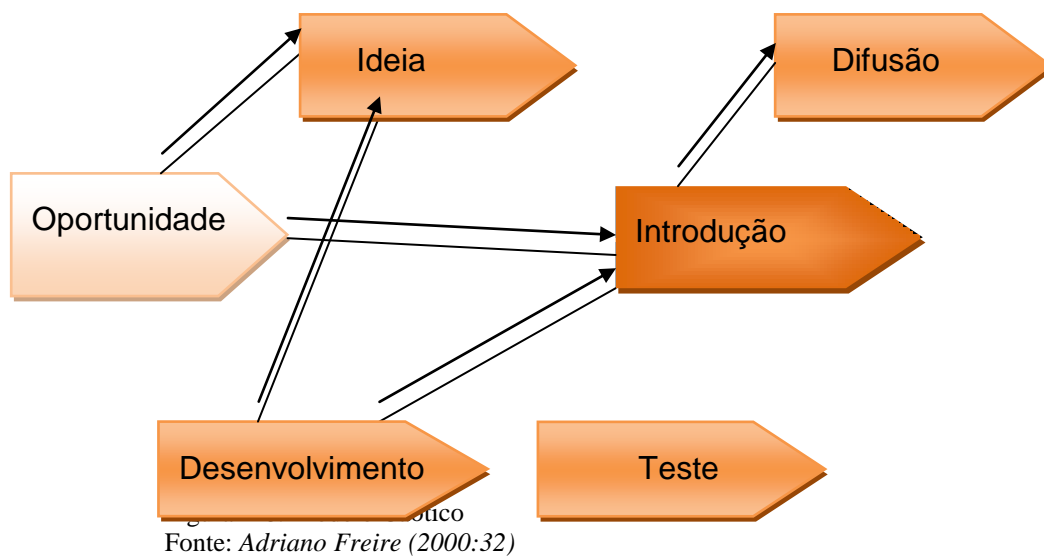 Ideia
Difusão
Oportunidade
Introdução
Desenvolvimento
Teste
Fonte: Adriano Freire (2000:32)